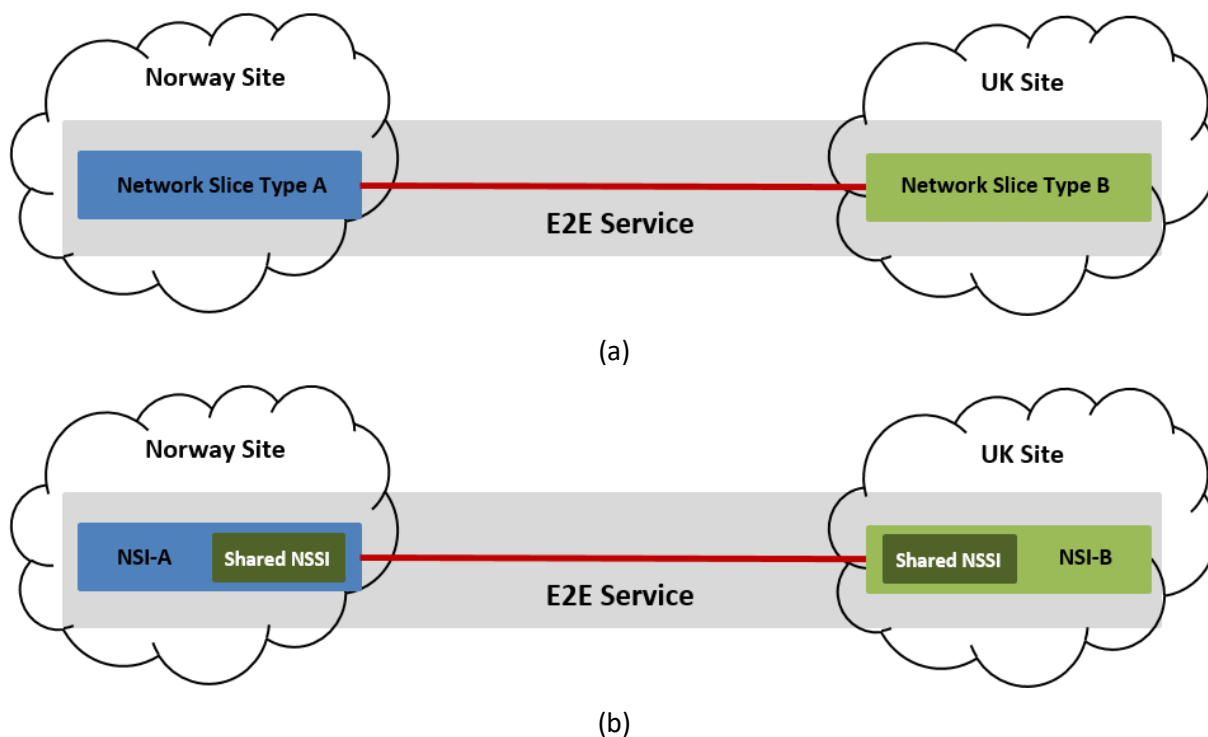 Norway Site
UK Site
Network Slice Type A
Network Slice Type B
E2E Service
(a)
Norway Site
UK Site
NSI-A
Shared NSSI
Shared NSSI
NSI-B
E2E Service
(b)